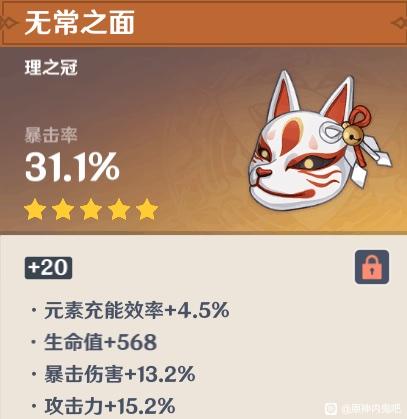 无常之面
理之冠
暴击率
31.1%
+20
·元素充能效率+4.5%
·生命值+568
·暴击伤害+13.2%
·攻击力+15.2%
@原神内鬼吧